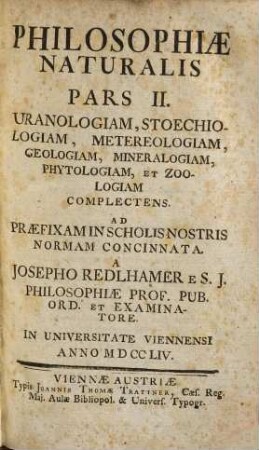 PHILOSOPHIÆ
NATURALIS
PARS II.
URANOLOGIAM, STOECHIO-
LOGIAM, METEREOLOGIAM,
GEOLOGIAM, MINERALOGIAM,
PHYTOLOGIAM, ET ZOO-
LOGIAM
COMPLECTENS.
AD
PRÆFIXAM IN SCHOLIS NOSTRIS
NORMAM CONCINNATA.
A
JOSEPHO REDLHAMER E S. J.
PHILOSOPHIÆ PROF. PUB.
ORD. ET EXAMINA-
TORE.
IN UNIVERSITATE VIENNENSI
ANNO MDCCLIV.
VIENNÆ AUSTRIÆ
Typis JOANNIS THOMÆ TRATTNER, Cæs. Reg.
Maj. Aulæ Bibliopol. & Univers. Typogr.